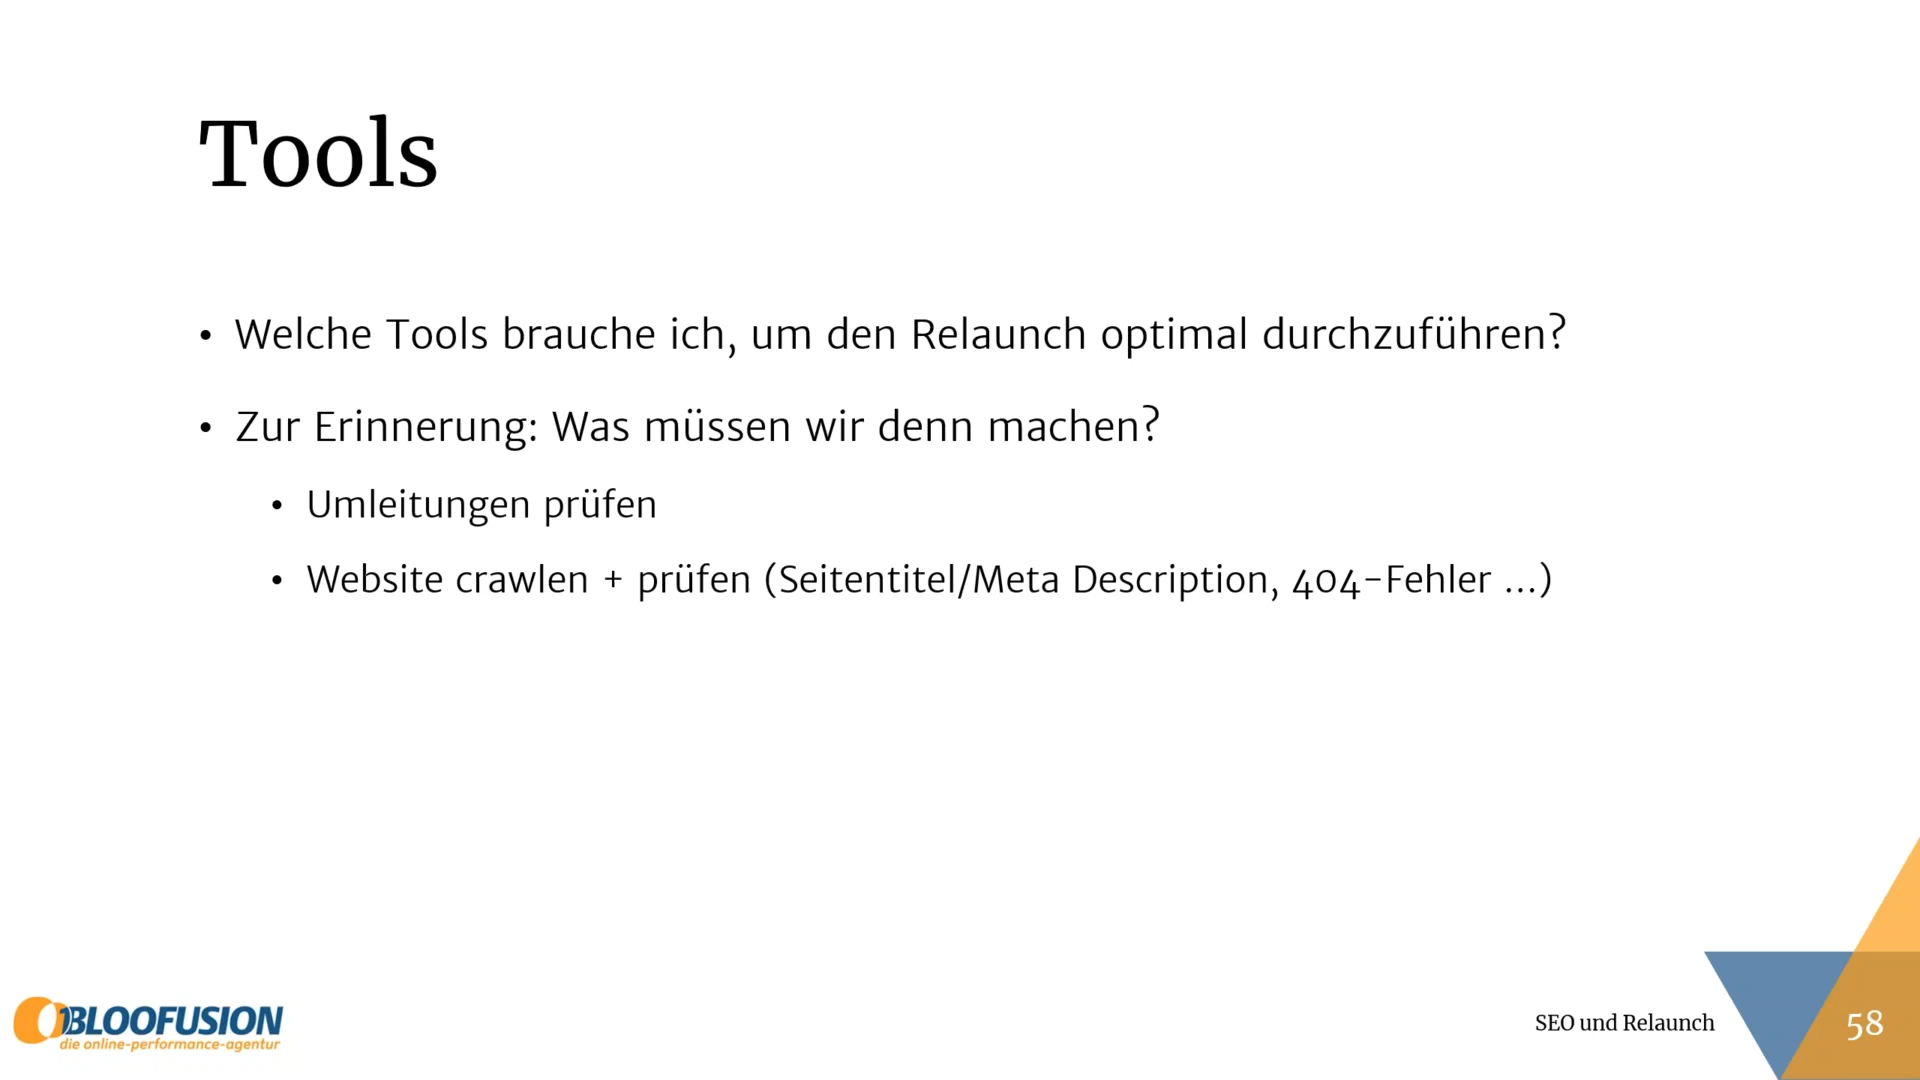 Tools
• Welche Tools brauche ich, um den Relaunch optimal durchzuführen?
• Zur Erinnerung: Was müssen wir denn machen?
• Umleitungen prüfen
• Website crawlen + prüfen (Seitentitel/Meta Description, 404-Fehler ...)
BLOOFUSION
die online-performance-agentur
SEO und Relaunch
58